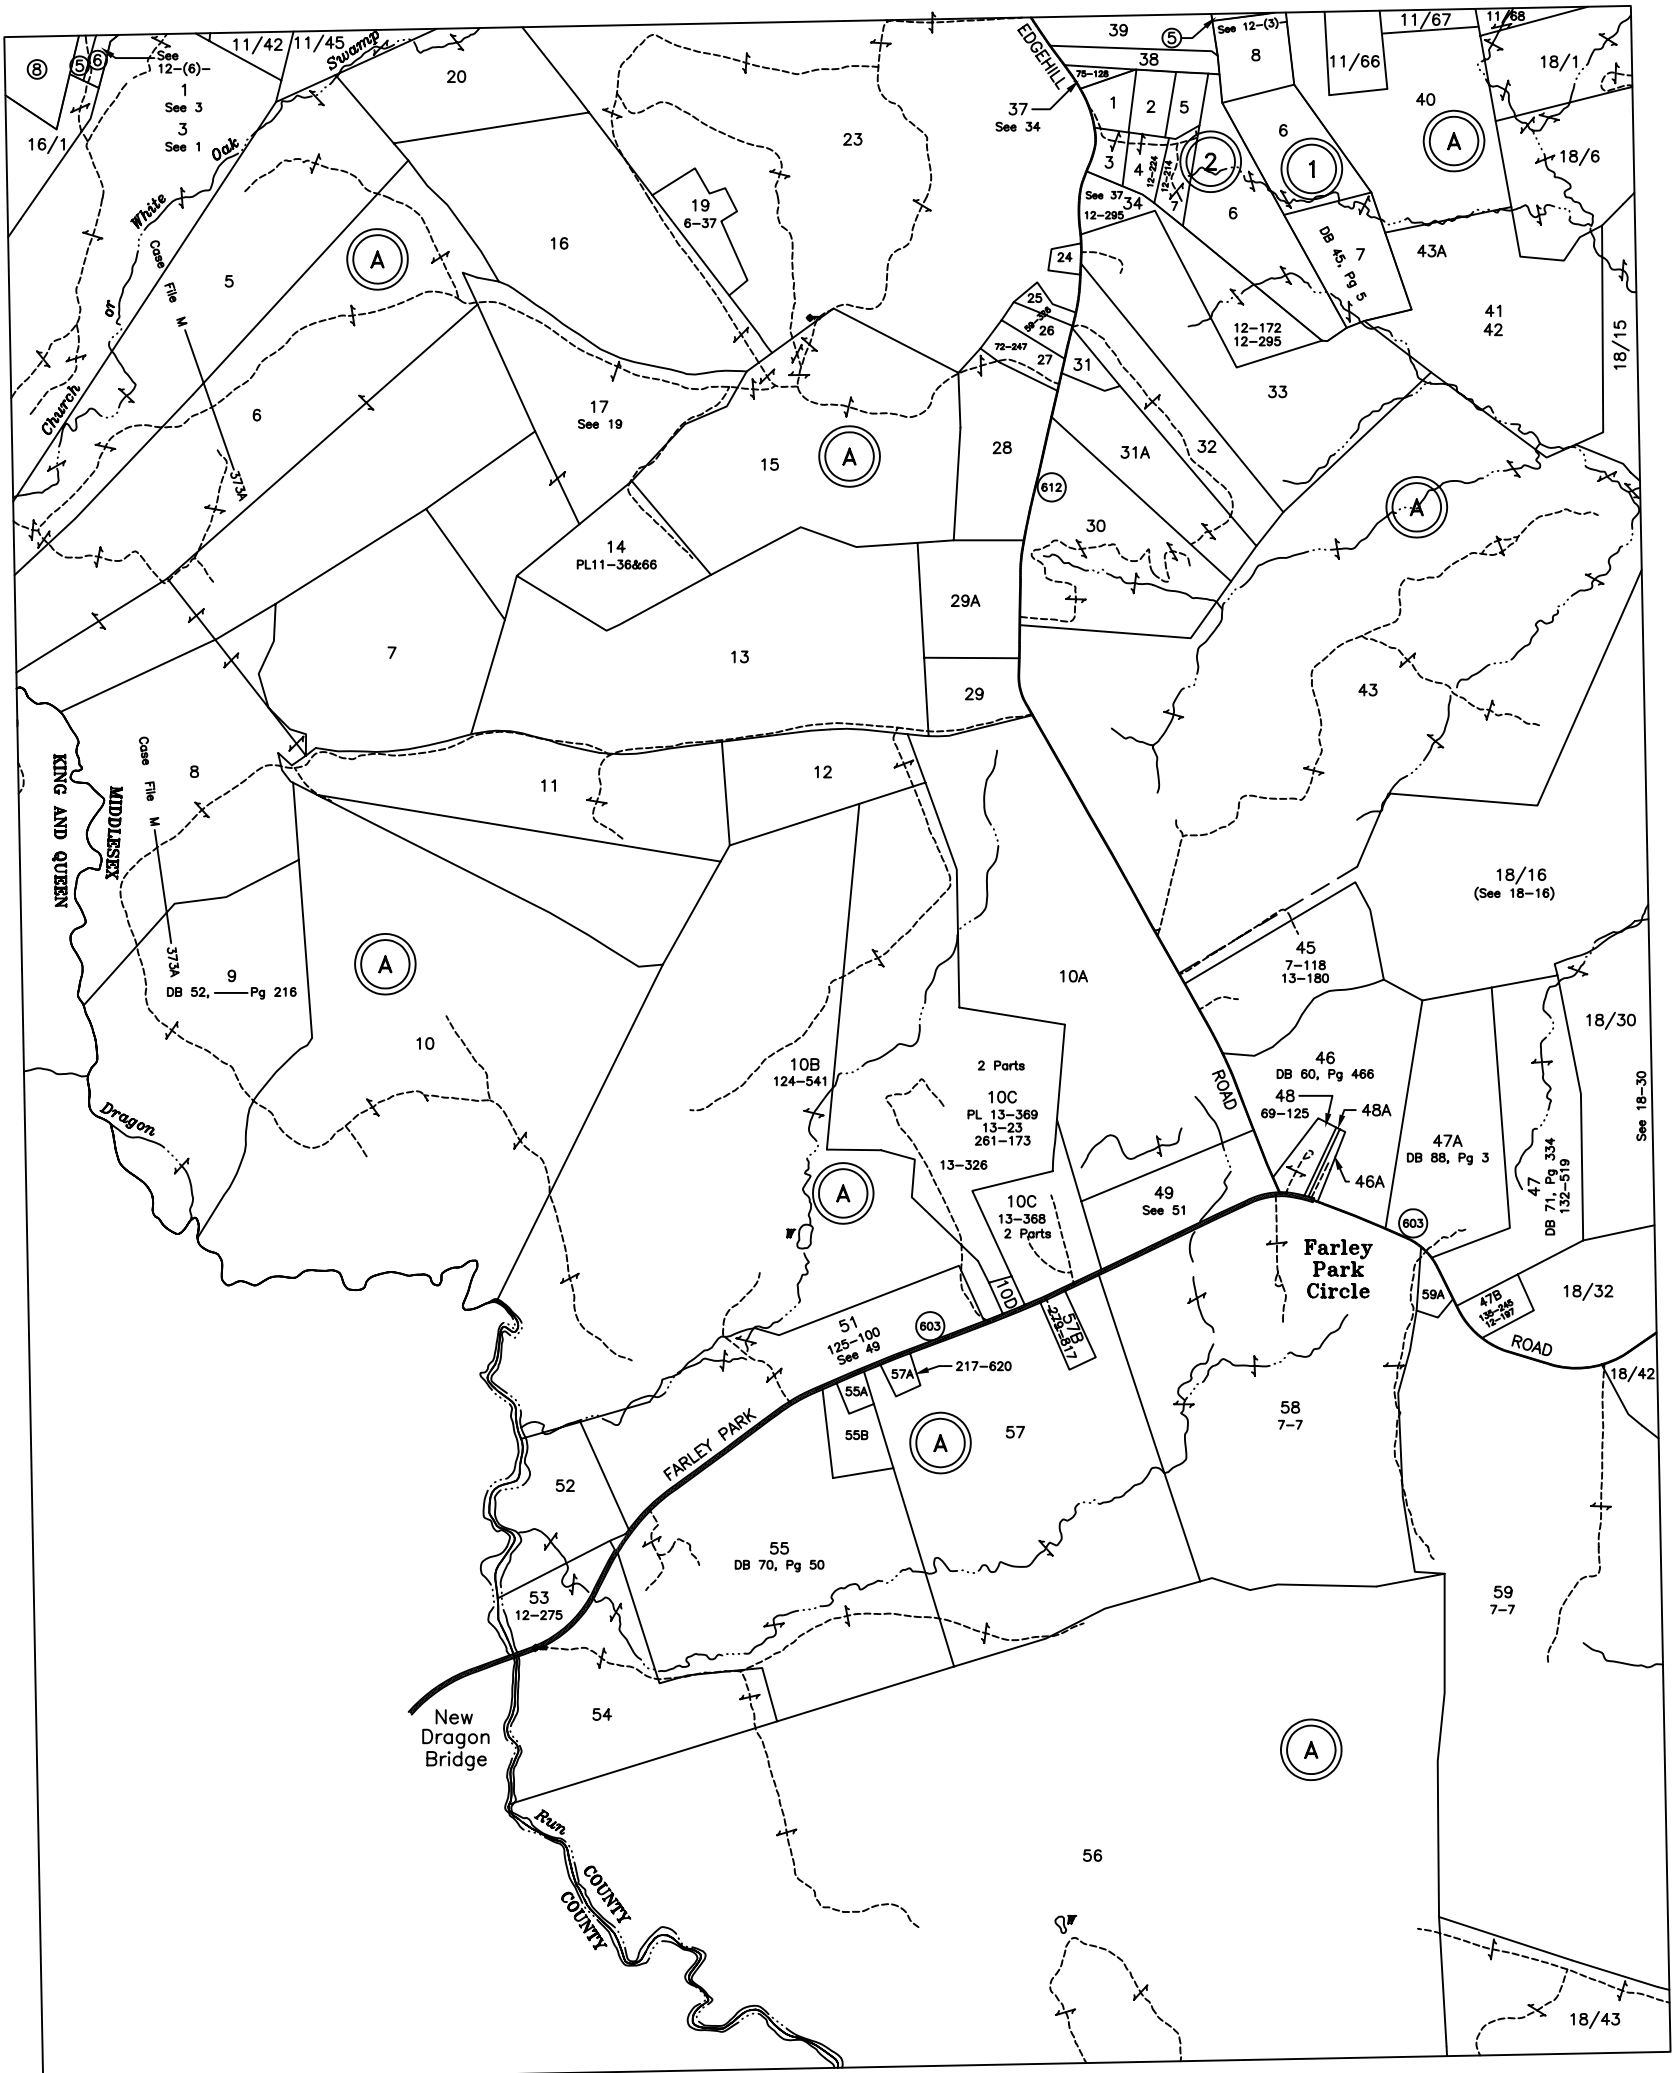 8
5
6
See
12-(6)-
1
See 3
3
See 1
16/1
11/42
11/45
Swamp
20
Oak
White
or
Church
Case File M
373A
5
A
6
16
19
6-37
23
17
See 19
EDGEHILL
39
38
75-128
37
See 34
1
2
5
3
4
12-224
12-214
7
2
See 37
34
12-295
6
5
See 12-(3)-
8
6
1
11/66
11/67
11/68
18/1
40
A
18/6
DB 45, Pg 5
7
43A
41
42
18/15
24
25
26
72-247
27
31
12-172
12-295
33
15
A
28
31A
32
612
30
A
14
PL11-36&66
29A
7
13
29
43
KING AND QUEEN
MIDDLESEX
Case File M
373A
8
11
12
18/16
(See 18-16)
9
DB 52, Pg 216
A
10
10A
45
7-118
13-180
18/30
See 18-30
10B
124-541
2 Parts
10C
PL 13-369
13-23
261-173
13-326
ROAD
46
DB 60, Pg 466
48
69-125
48A
46A
47A
DB 88, Pg 3
47
DB 71, Pg 334
132-519
Dragon
A
10C
13-368
2 Parts
49
See 51
603
Farley
Park
Circle
W
10D
57B
279-817
59A
47B
135-245
12-197
18/32
ROAD
51
125-100
See 49
603
57A
217-620
55A
55B
18/42
FARLEY PARK
A
57
58
7-7
52
55
DB 70, Pg 50
53
12-275
59
7-7
New
Dragon
Bridge
54
A
Run
COUNTY
COUNTY
56
W
18/43